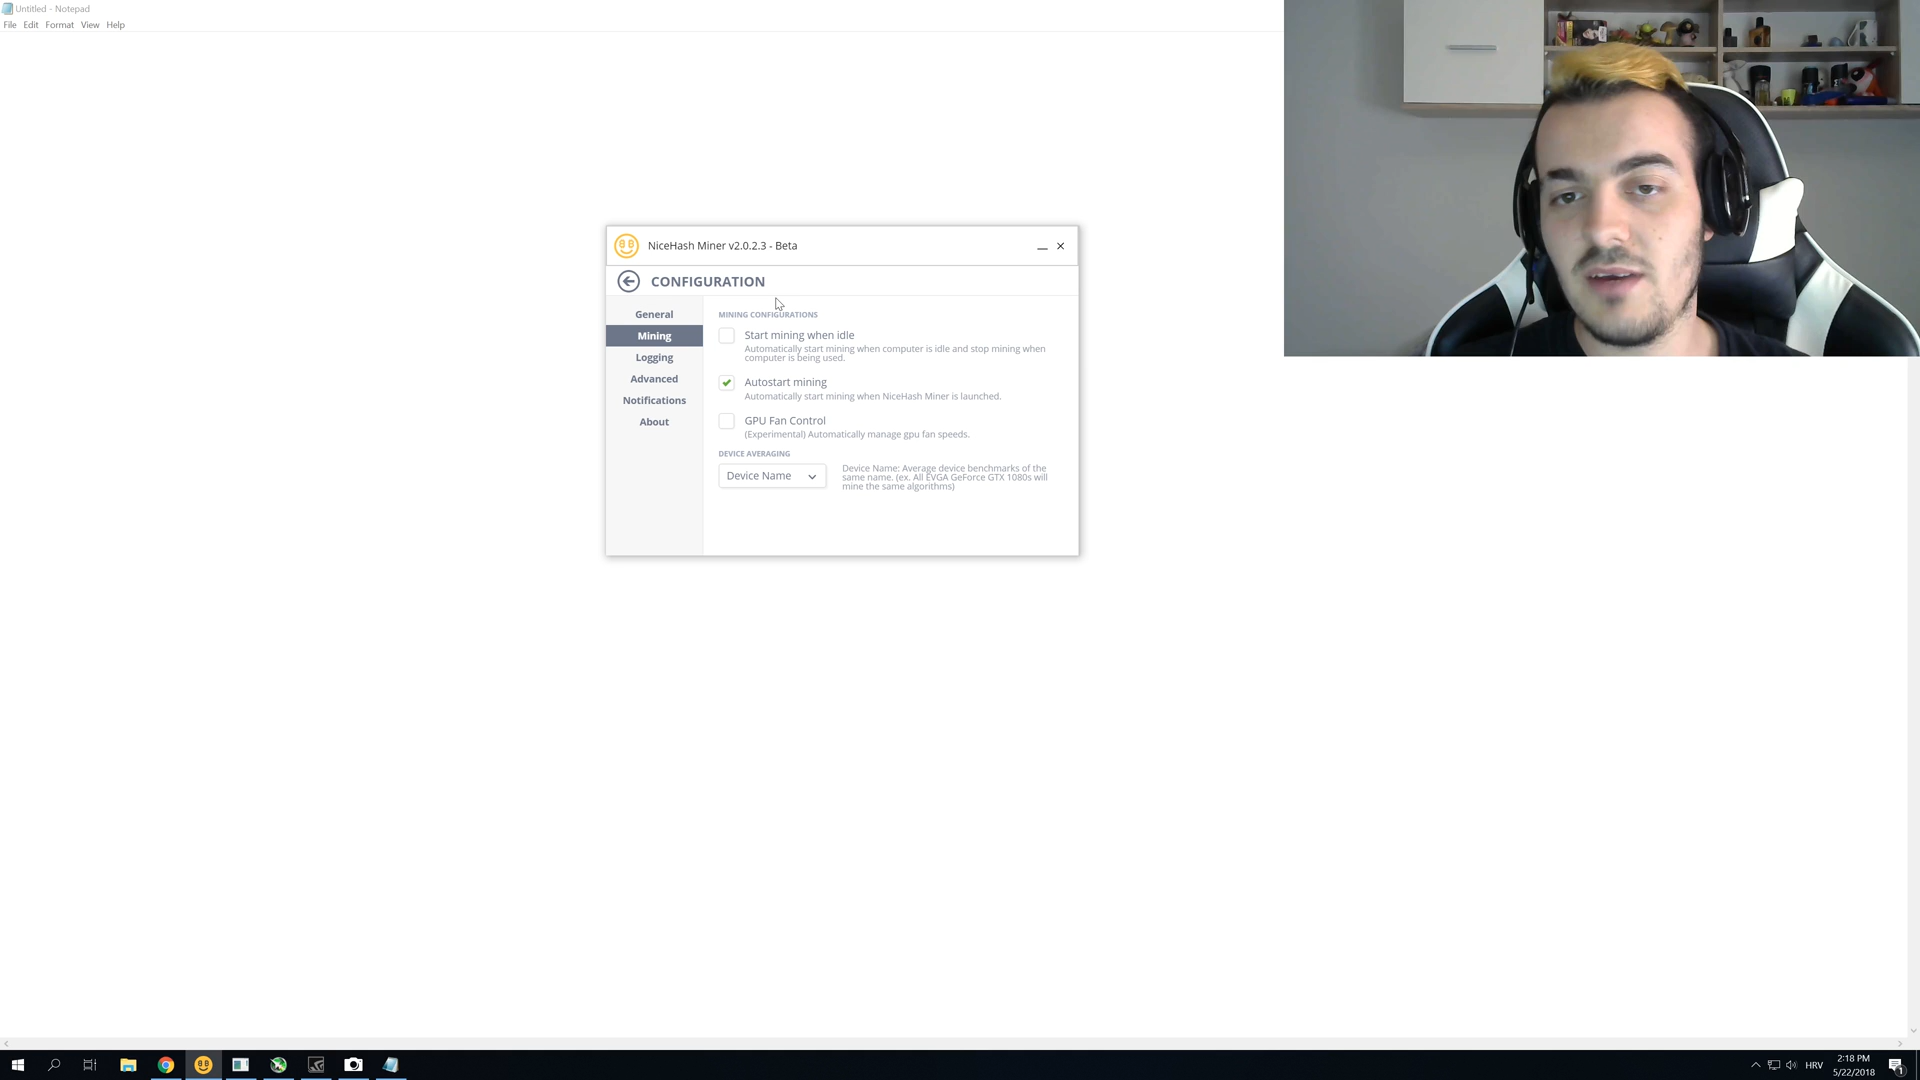 Untitled - Notepad
File Edit Format View Help
NiceHash Miner v2.0.2.3 - Beta
CONFIGURATION
General
Mining
Logging
Advanced
Notifications
About
MINING CONFIGURATIONS
Start mining when idle
Automatically start mining when computer is idle and stop mining when
computer is being used.
Autostart mining
Automatically start mining when NiceHash Miner is launched.
GPU Fan Control
(Experimental) Automatically manage gpu fan speeds.
DEVICE AVERAGING
Device Name
Device Name: Average device benchmarks of the
same name. (ex. All EVGA GeForce GTX 1080s will
mine the same algorithms)
HRV
2:18 PM
5/22/2018
1